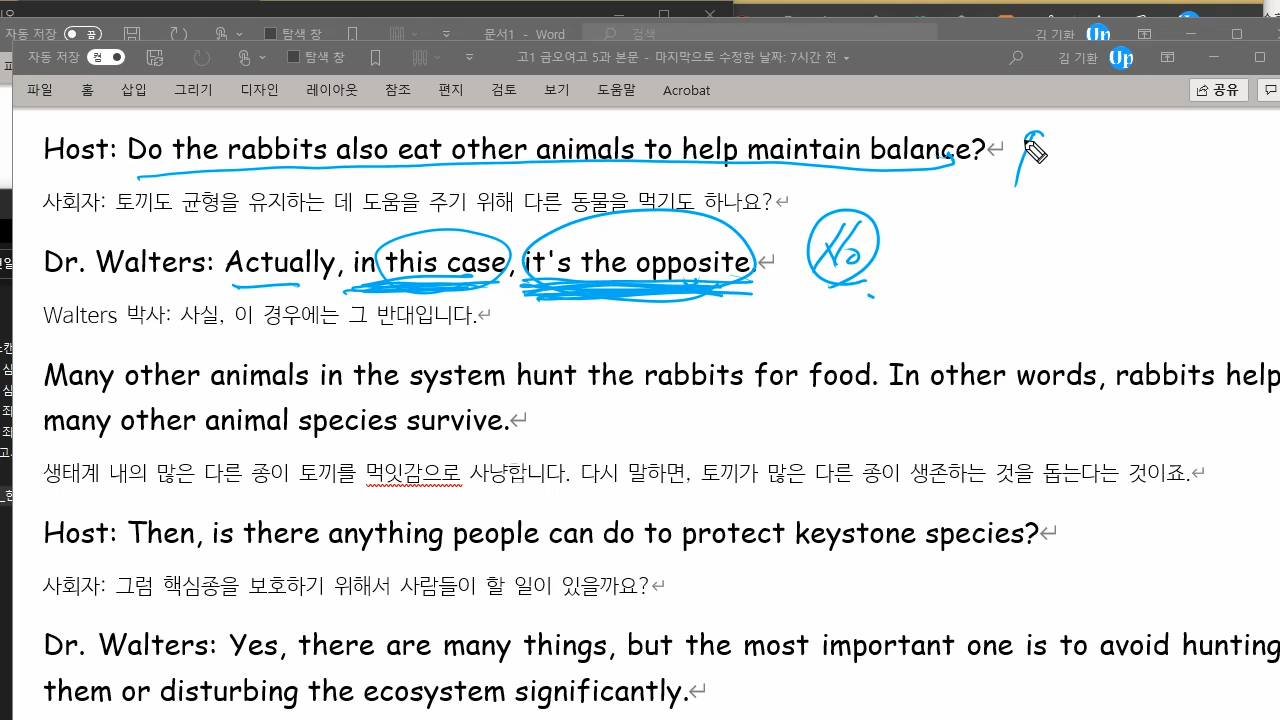 자동 저장 끔 탐색 창 문서1 - Word 검색 김 기환 Up
자동 저장 컴 탐색 창 고1 금오여고 5과 본문 - 마지막으로 수정한 날짜: 7시간 전 김 기환 Up
파일 홈 삽입 그리기 디자인 레이아웃 참조 편지 검토 보기 도움말 Acrobat 공유
Host: Do the rabbits also eat other animals to help maintain balance?
사회자: 토끼도 균형을 유지하는 데 도움을 주기 위해 다른 동물을 먹기도 하나요?
Dr. Walters: Actually, in this case, it's the opposite. No
Walters 박사: 사실, 이 경우에는 그 반대입니다.
Many other animals in the system hunt the rabbits for food. In other words, rabbits help
many other animal species survive.
생태계 내의 많은 다른 종이 토끼를 먹잇감으로 사냥합니다. 다시 말하면, 토끼가 많은 다른 종이 생존하는 것을 돕는다는 것이죠.
Host: Then, is there anything people can do to protect keystone species?
사회자: 그럼 핵심종을 보호하기 위해서 사람들이 할 일이 있을까요?
Dr. Walters: Yes, there are many things, but the most important one is to avoid hunting
them or disturbing the ecosystem significantly.